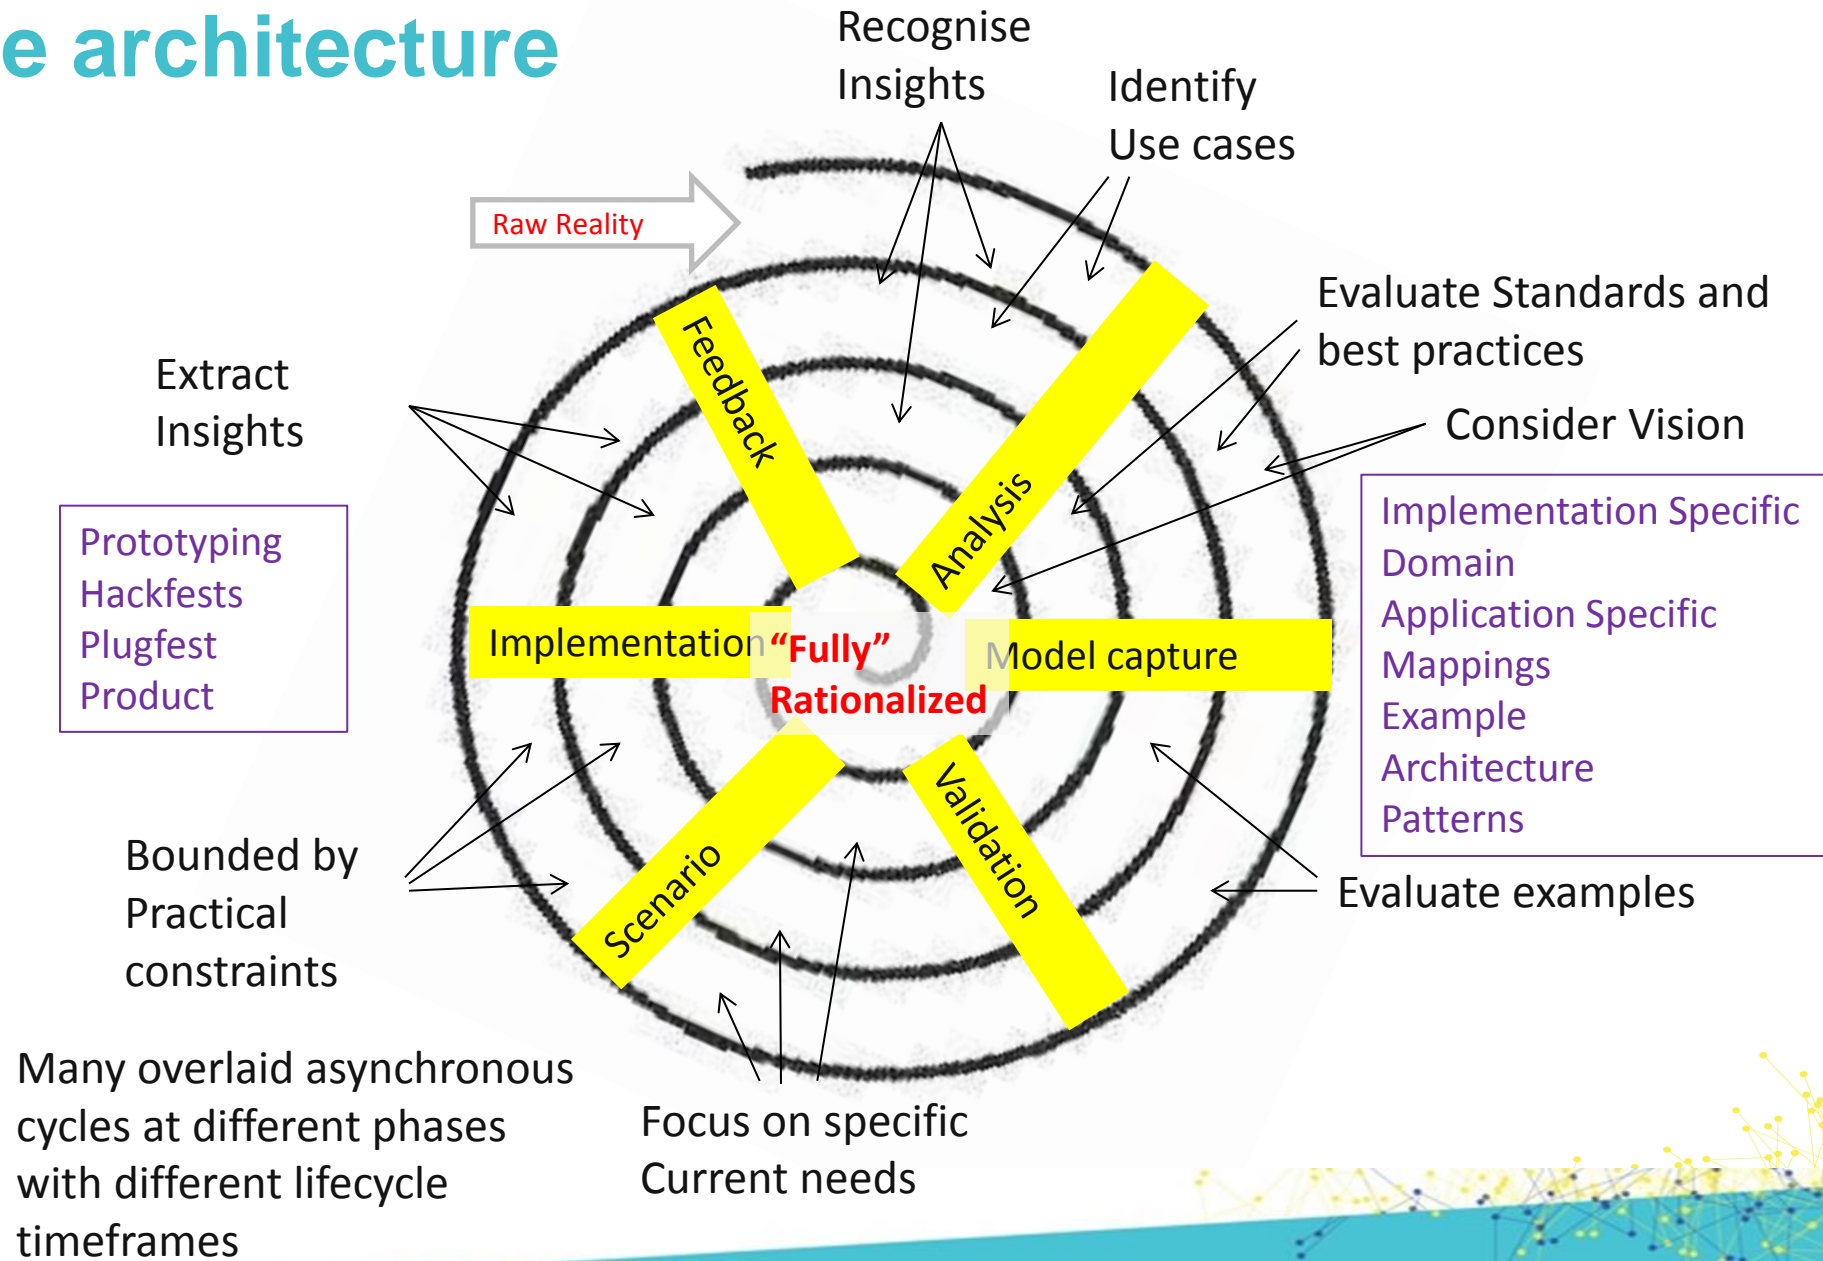 e architecture
Recognise
Insights
Identify
Use cases
Raw Reality
Evaluate Standards and
best practices
Feedback
Extract
Insights
Consider Vision
Analysis
Prototyping
Hackfests
Plugfest
Product
Implementation Specific
Domain
Application Specific
Mappings
Example
Architecture
Patterns
Implementation
“Fully”
Rationalized
Model capture
Validation
Scenario
Bounded by
Practical
constraints
Evaluate examples
Many overlaid asynchronous
cycles at different phases
with different lifecycle
timeframes
Focus on specific
Current needs